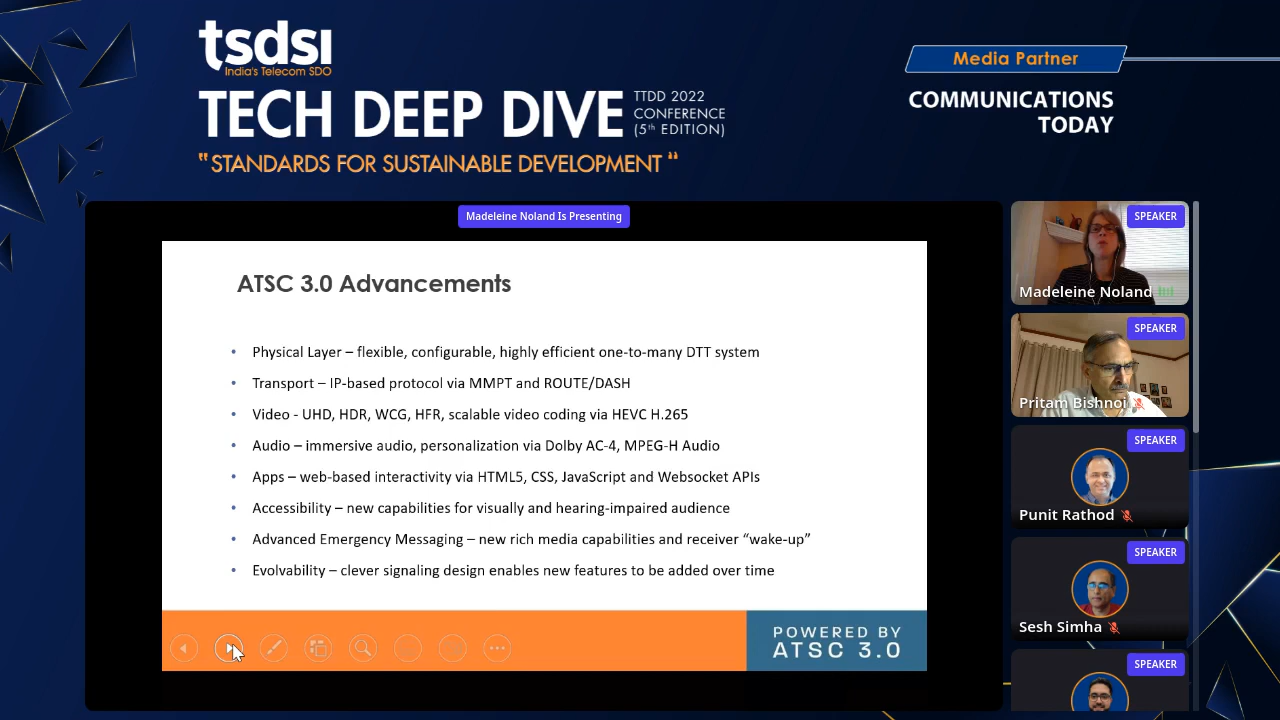 tsdsi
India's Telecom SDO
TECH DEEP DIVE
TTDD 2022
CONFERENCE
(5th EDITION)
"STANDARDS FOR SUSTAINABLE DEVELOPMENT"
Media Partner
COMMUNICATIONS
TODAY
Madeleine Noland Is Presenting
ATSC 3.0 Advancements
• Physical Layer – flexible, configurable, highly efficient one-to-many DTT system
• Transport – IP-based protocol via MMPT and ROUTE/DASH
• Video - UHD, HDR, WCG, HFR, scalable video coding via HEVC H.265
• Audio – immersive audio, personalization via Dolby AC-4, MPEG-H Audio
• Apps – web-based interactivity via HTML5, CSS, JavaScript and Websocket APIs
• Accessibility – new capabilities for visually and hearing-impaired audience
• Advanced Emergency Messaging – new rich media capabilities and receiver “wake-up”
• Evolvability – clever signaling design enables new features to be added over time
POWERED BY
ATSC 3.0
SPEAKER
Madeleine Noland
SPEAKER
Pritam Bishnoi
SPEAKER
Punit Rathod
SPEAKER
Sesh Simha
SPEAKER